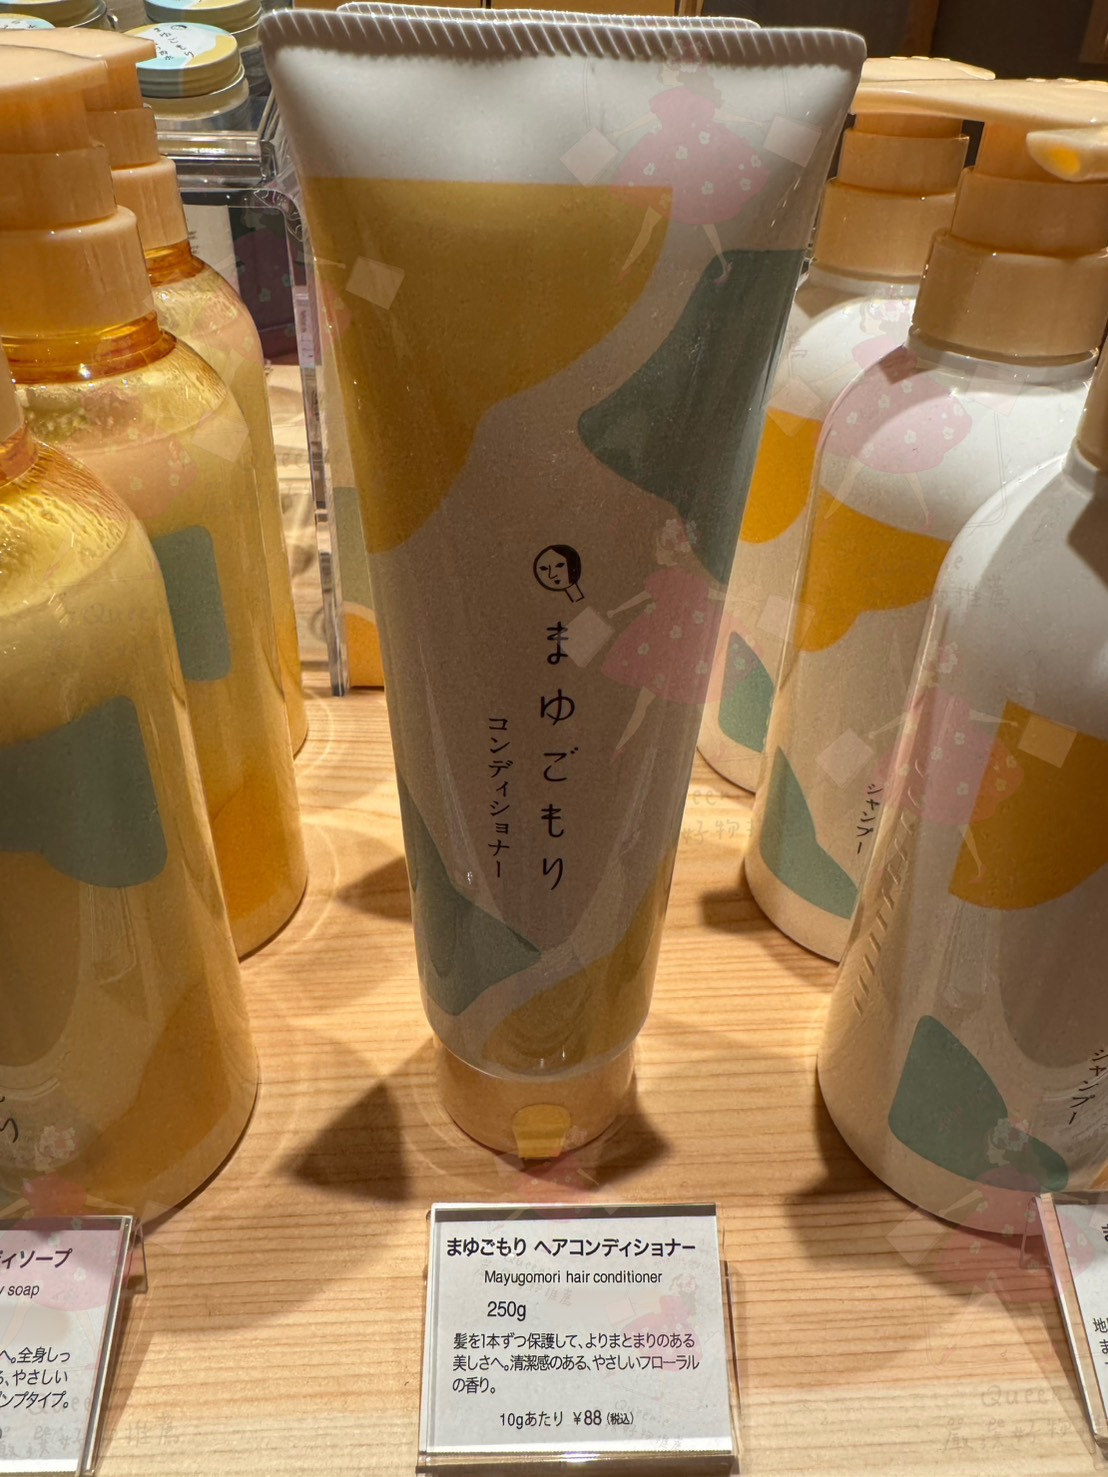 まゆごもり
コンディショナー
シャンプー
シャンプー
ディソープ
soap
へ。全身しっ
る、やさしい
ンプタイプ。
まゆごもり ヘアコンディショナー
Mayugomori hair conditioner
250g
髪を1本ずつ保護して、よりまとまりのある
美しさへ。清潔感のある、やさしいフローラル
の香り。
10gあたり ¥88(税込)